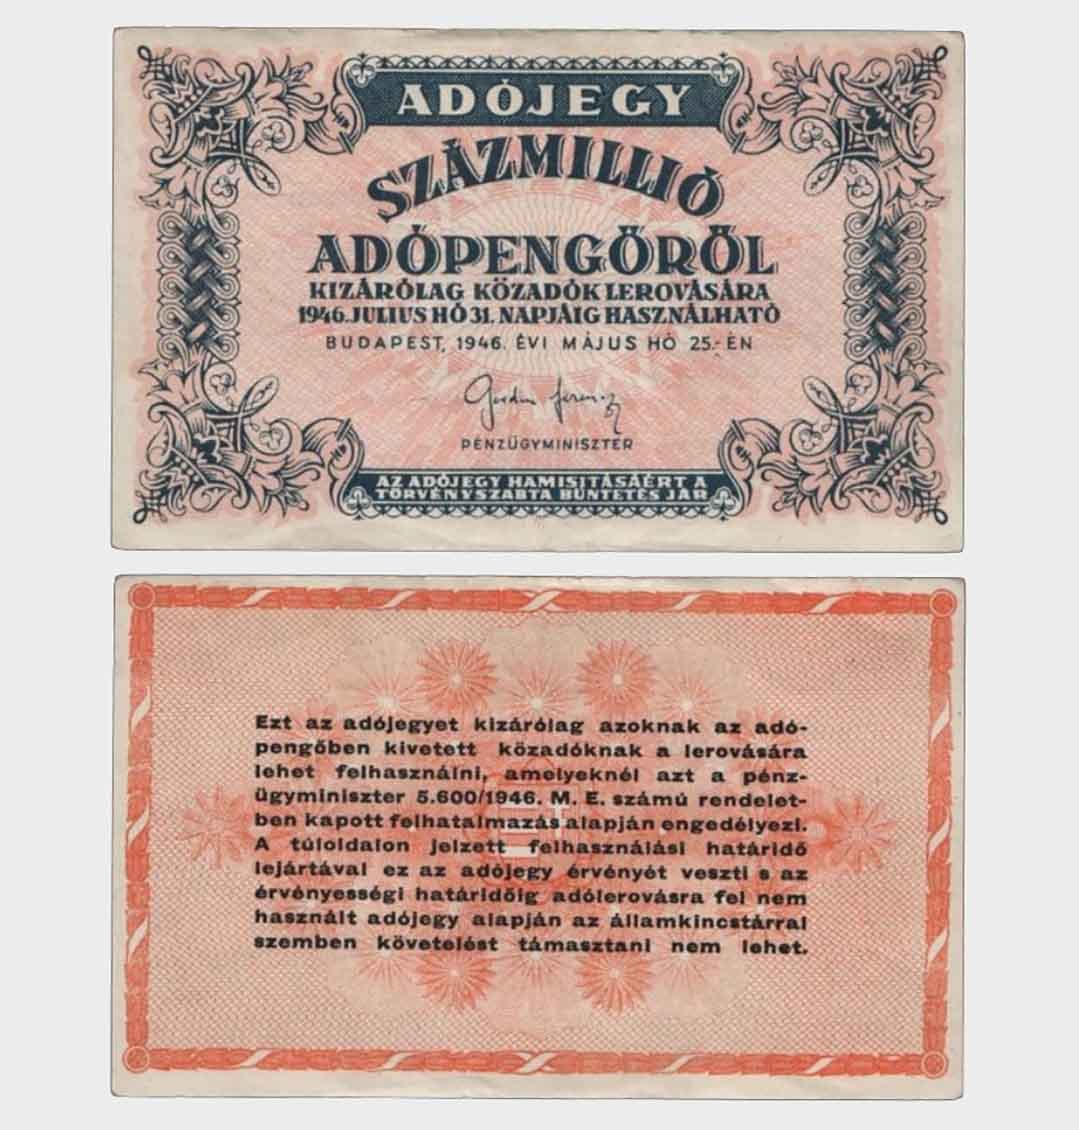 ADÓJEGY
SZÁZMILLIÓ
ADÓPENGŐRŐL
KIZÁRÓLAG KÖZADÓK LEROVÁSÁRA
1946. JULIUS HÓ 31. NAPJÁIG HASZNÁLHATÓ
BUDAPEST, 1946. ÉVI MÁJUS HÓ 25.-ÉN
Gordon Ferenc
PÉNZÜGYMINISZTER
AZ ADÓJEGY HAMISITÁSÁÉRT A
TÖRVÉNYSZABTA BÜNTETÉS JÁR
Ezt az adójegyet kizárólag azoknak az adó-
pengőben kivetett közadóknak a lerovására
lehet felhasználni, amelyeknél azt a pénz-
ügyminiszter 5.600/1946. M. E. számú rendelet-
ben kapott felhatalmazás alapján engedélyezi.
A túloldalon jelzett felhasználási határidő
lejártával ez az adójegy érvényét veszti s az
érvényességi határidőig adólerovásra fel nem
használt adójegy alapján az államkincstárral
szemben követelést támasztani nem lehet.